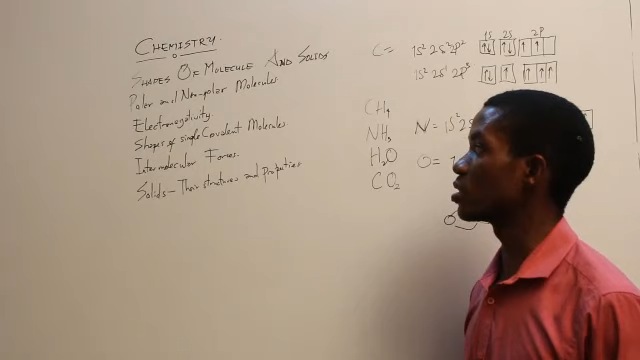 CHEMISTRY.
SHAPES OF MOLECULE AND SOLIDS
Polar and Non-polar Molecules
Electronegativity.
Shapes of simple Covalent Molecules
Intermolecular Forces.
Solids – Their structures and Properties
1S 2S 2P
C= 1S² 2S² 2P²
1S² 2S¹ 2P³
CH₄
NH₃
H₂O
CO₂
N = 1S² 2S
O = 1